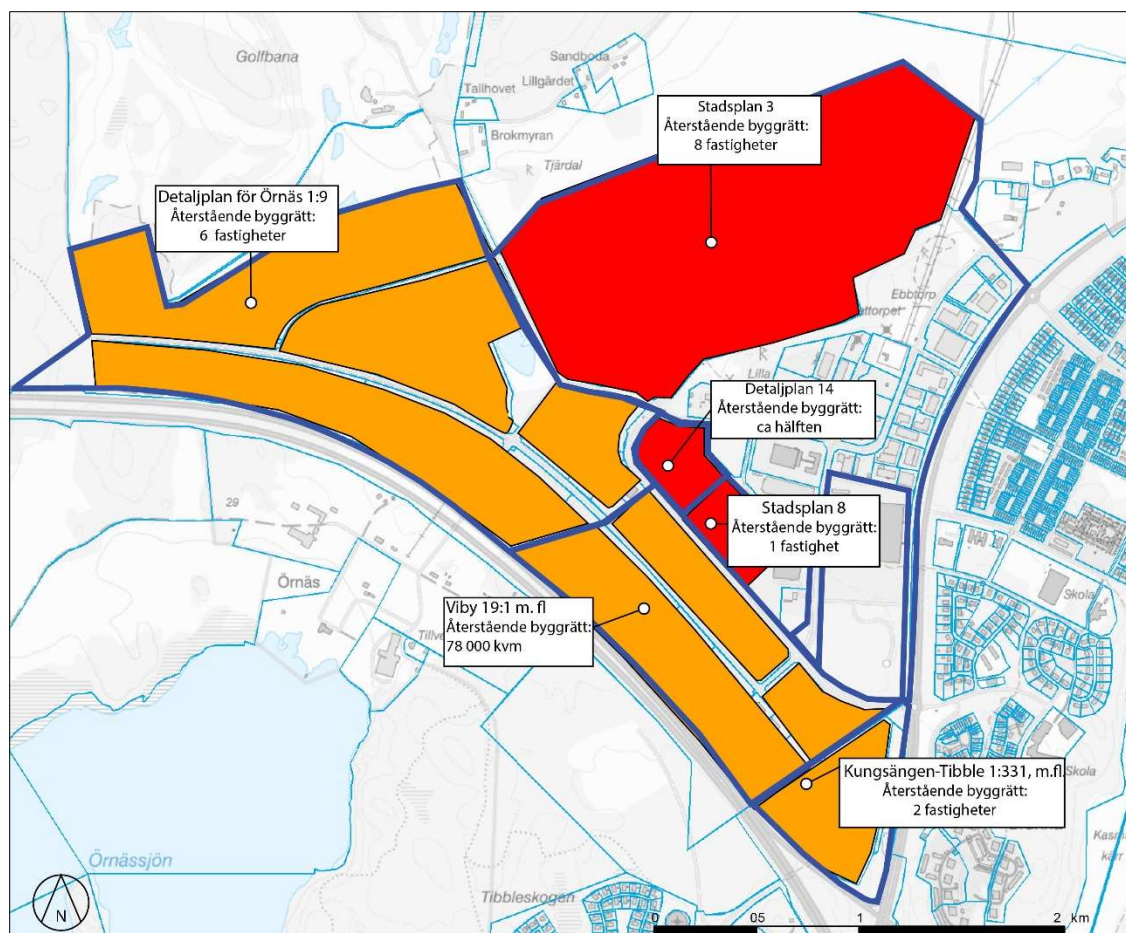 Golfbana
Sandboda
Lillgärdet
Tallhovet
Brokmyran
Tjärdal
Stadsplan 3
Återstående byggrätt:
8 fastigheter
Detaljplan för Örnäs 1:9
Återstående byggrätt:
6 fastigheter
Ebbtorp
attorpet
Lilla
Detaljplan 14
Återstående byggrätt:
ca hälften
Stadsplan 8
Återstående byggrätt:
1 fastighet
29
Örnäs
Viby 19:1 m. fl
Återstående byggrätt:
78 000 kvm
Skola
Kungsängen-Tibble 1:331, m.fl.
Återstående byggrätt:
2 fastigheter
Skola
kärr
Örnässjön
Tibbleskogen
N
0 05 1 2 km